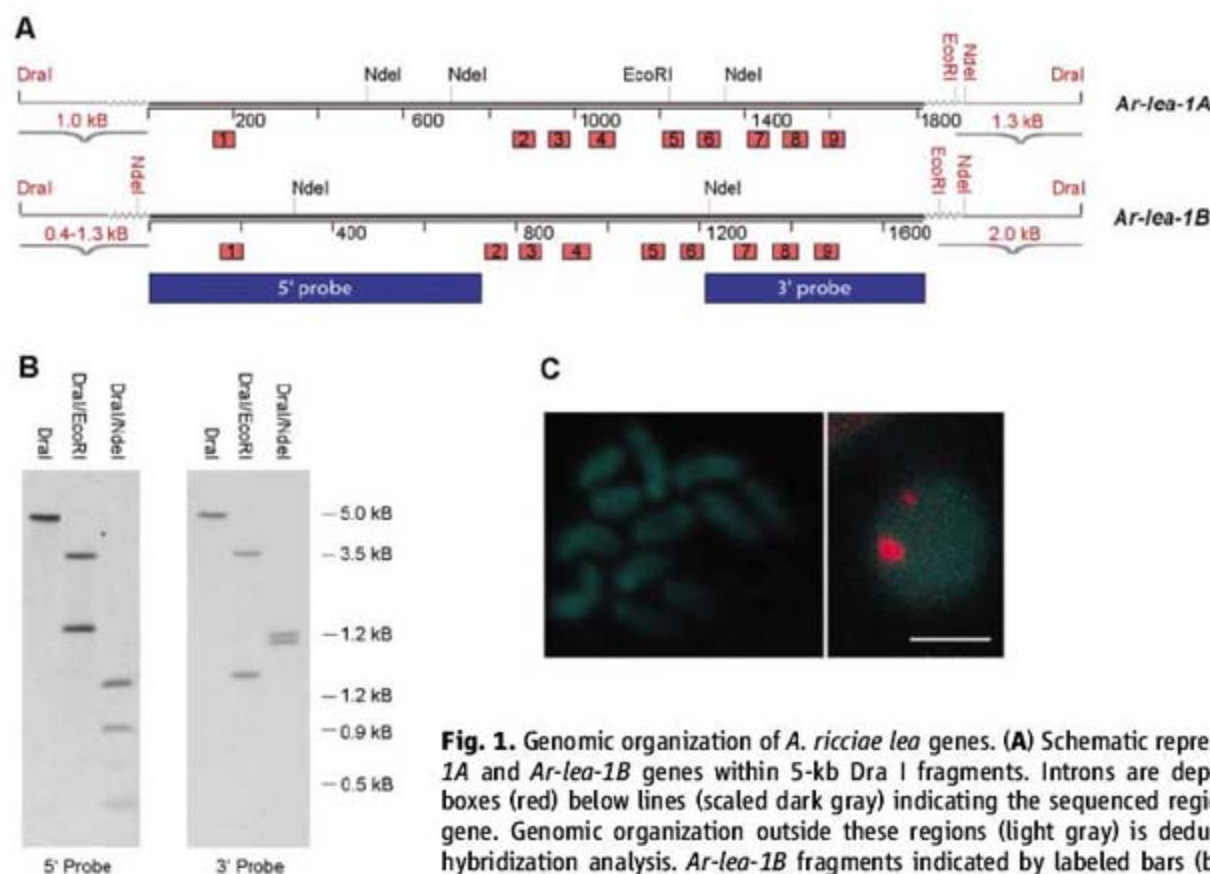 A
DraI
NdeI
NdeI
EcoRI
NdeI
EcoRI
NdeI
DraI
Ar-lea-1A
1.0 kB
200
600
1000
1400
1800
1.3 kB
1 2 3 4 5 6 7 8 9
DraI
NdeI
NdeI
NdeI
EcoRI
NdeI
DraI
Ar-lea-1B
0.4-1.3 kB
400
800
1200
1600
2.0 kB
1 2 3 4 5 6 7 8 9
5' probe
3' probe
B
DraI
DraI/EcoRI
DraI/NdeI
DraI
DraI/EcoRI
DraI/NdeI
5.0 kB
3.5 kB
1.2 kB
1.2 kB
0.9 kB
0.5 kB
5' Probe
3' Probe
C
Fig. 1. Genomic organization of A. ricciae lea genes. (A) Schematic repre
1A and Ar-lea-1B genes within 5-kb Dra I fragments. Introns are dep
boxes (red) below lines (scaled dark gray) indicating the sequenced regi
gene. Genomic organization outside these regions (light gray) is dedu
hybridization analysis. Ar-lea-1B fragments indicated by labeled bars (b